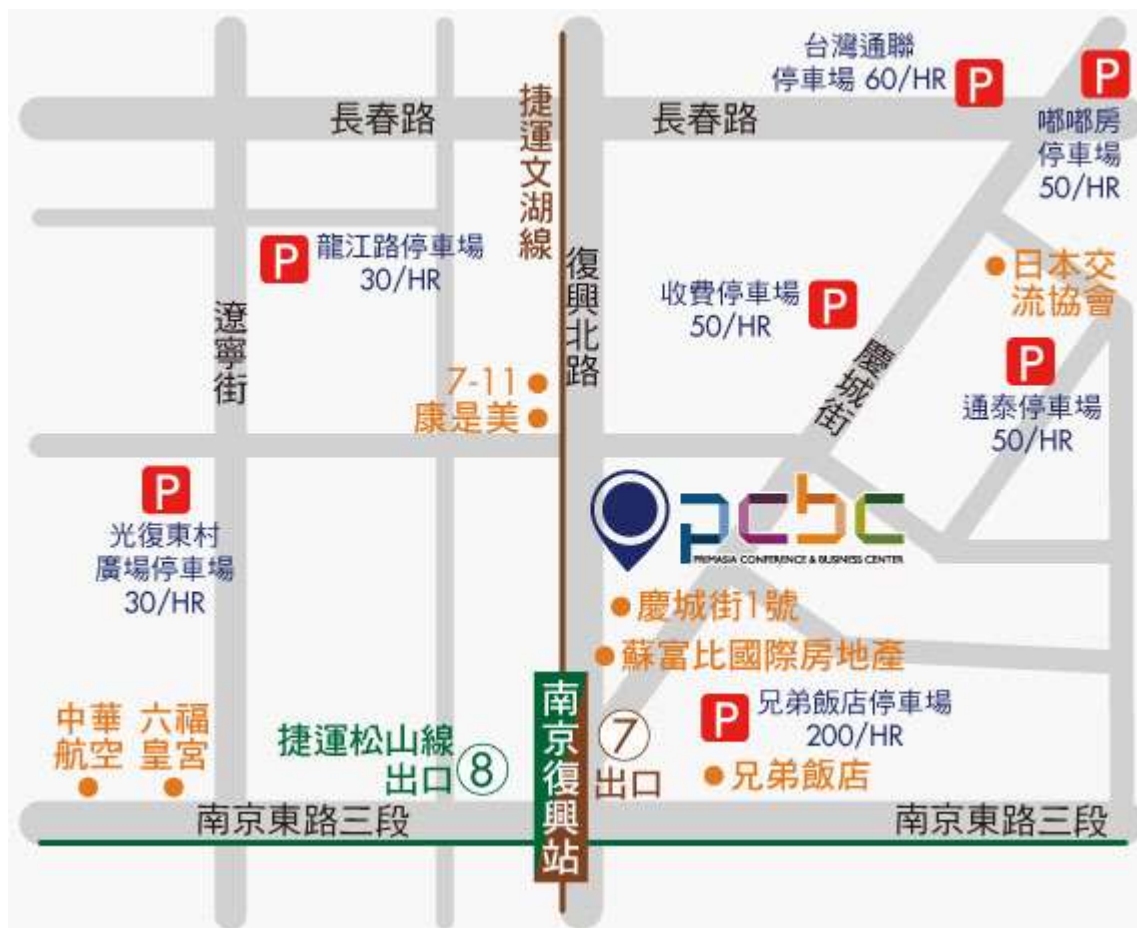 台灣通聯
停車場 60/HR
P
P
長春路
長春路
嘟嘟房
停車場
50/HR
捷運文湖線
P
龍江路停車場
30/HR
復興北路
日本交
流協會
收費停車場
50/HR
P
遼寧街
慶城街
P
通泰停車場
50/HR
7-11
康是美
P
光復東村
廣場停車場
30/HR
pcbc
PRIMASIA CONFERENCE & BUSINESS CENTER
慶城街1號
蘇富比國際房地產
中華
航空
六福
皇宮
捷運松山線
出口
8
南京復興站
7
出口
P
兄弟飯店停車場
200/HR
兄弟飯店
南京東路三段
南京東路三段